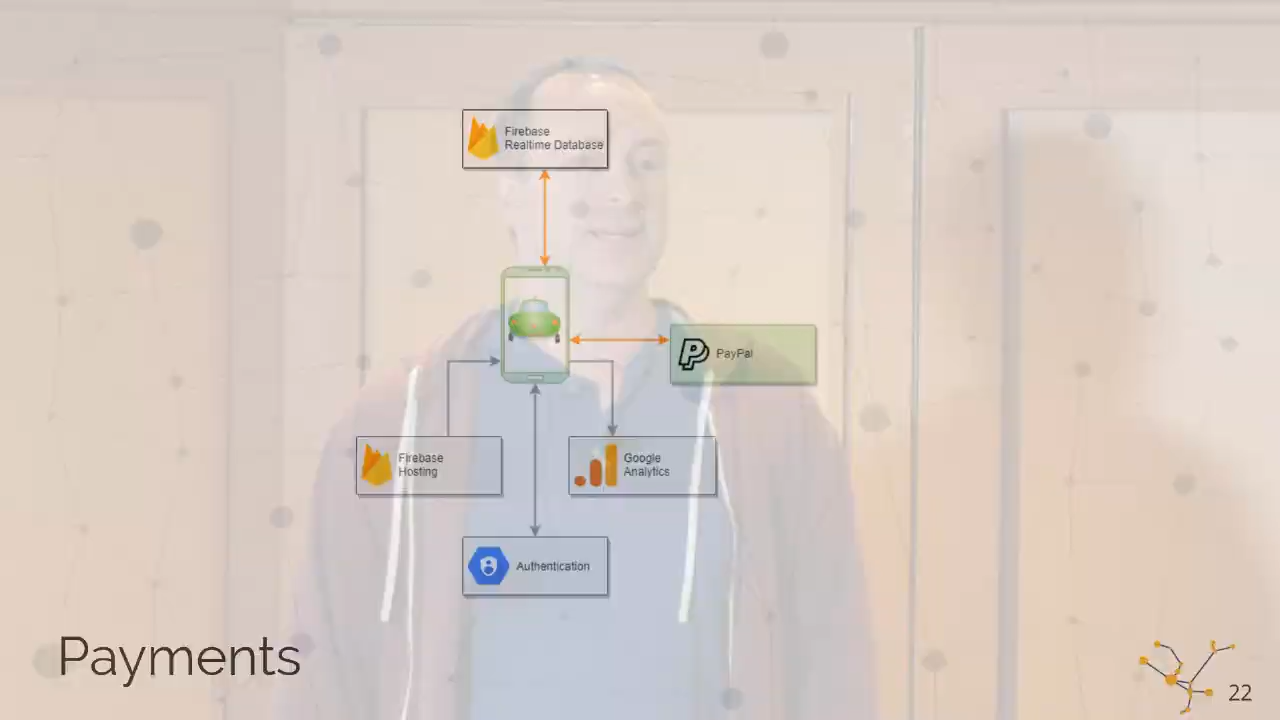 Firebase
Realtime Database
PayPal
Firebase
Hosting
Google
Analytics
Authentication
Payments
22